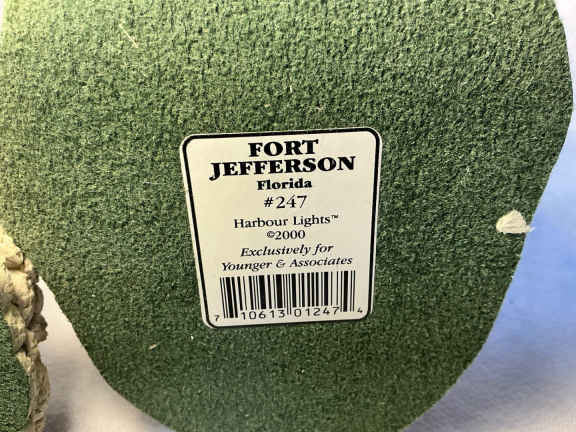 FORT
JEFFERSON
Florida
#247
Harbour Lights™
©2000
Exclusively for
Younger & Associates
7 10613 01247 4